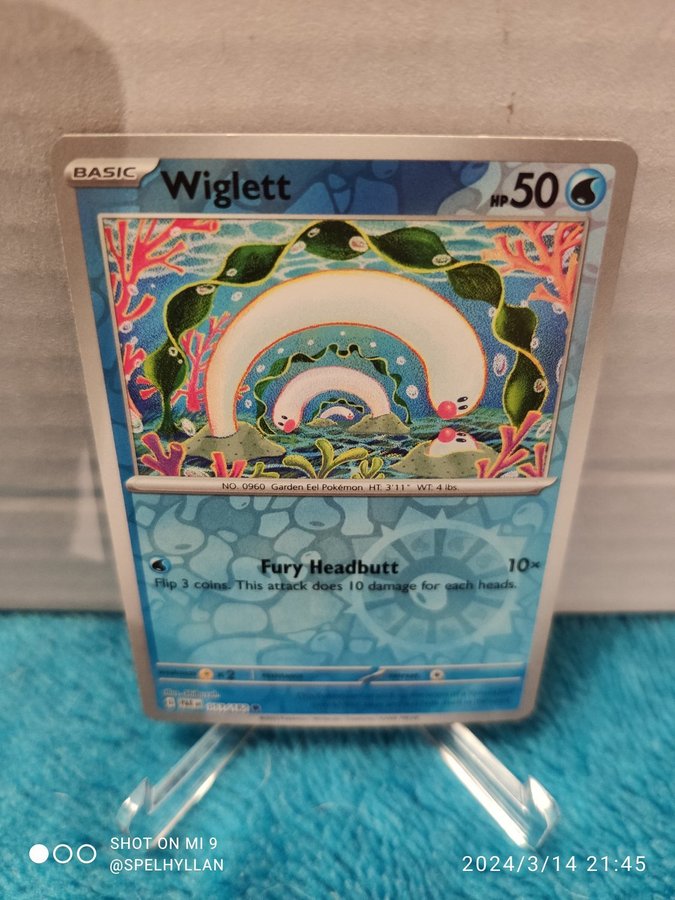 BASIC
Wiglett
HP 50
NO. 0960 Garden Eel Pokémon HT: 3'11" WT: 4 lbs.
Fury Headbutt 10×
Flip 3 coins. This attack does 10 damage for each heads.
×2
SHOT ON MI 9
@SPELHYLLAN
2024/3/14 21:45